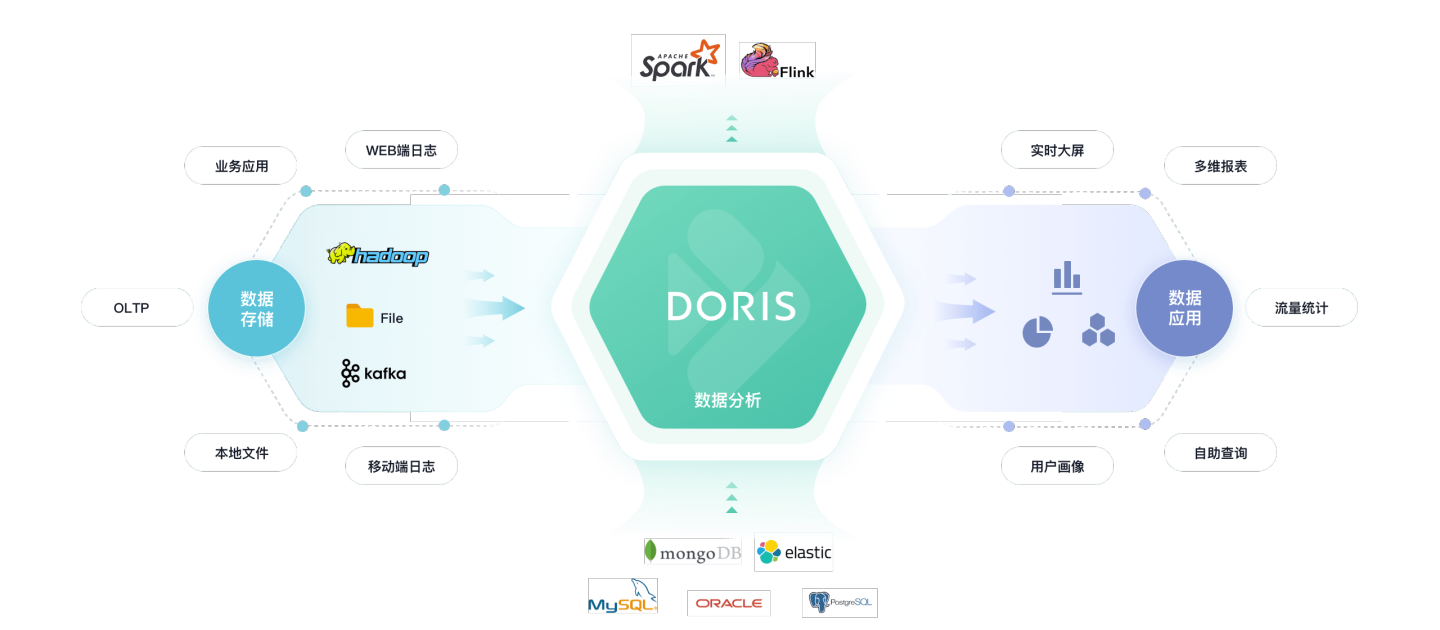 APACHE
Spark
Flink
WEB端日志
业务应用
实时大屏
多维报表
hadoop
数据
存储
OLTP
File
kafka
DORIS
数据分析
数据
应用
流量统计
本地文件
移动端日志
用户画像
自助查询
mongoDB
elastic
MySQL
ORACLE
PostgreSQL